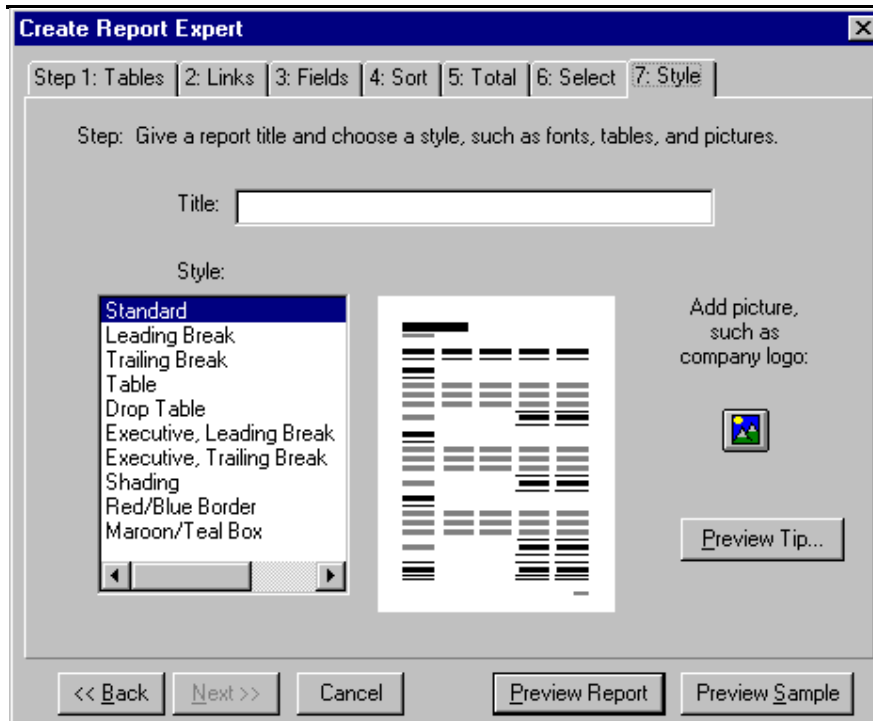 Create Report Expert
Step 1: Tables 2: Links 3: Fields 4: Sort 5: Total 6: Select 7: Style
Step: Give a report title and choose a style, such as fonts, tables, and pictures.
Title:
Style:
Standard
Leading Break
Trailing Break
Table
Drop Table
Executive, Leading Break
Executive, Trailing Break
Shading
Red/Blue Border
Maroon/Teal Box
Add picture,
such as
company logo:
Preview Tip...
<< Back Next >> Cancel Preview Report Preview Sample